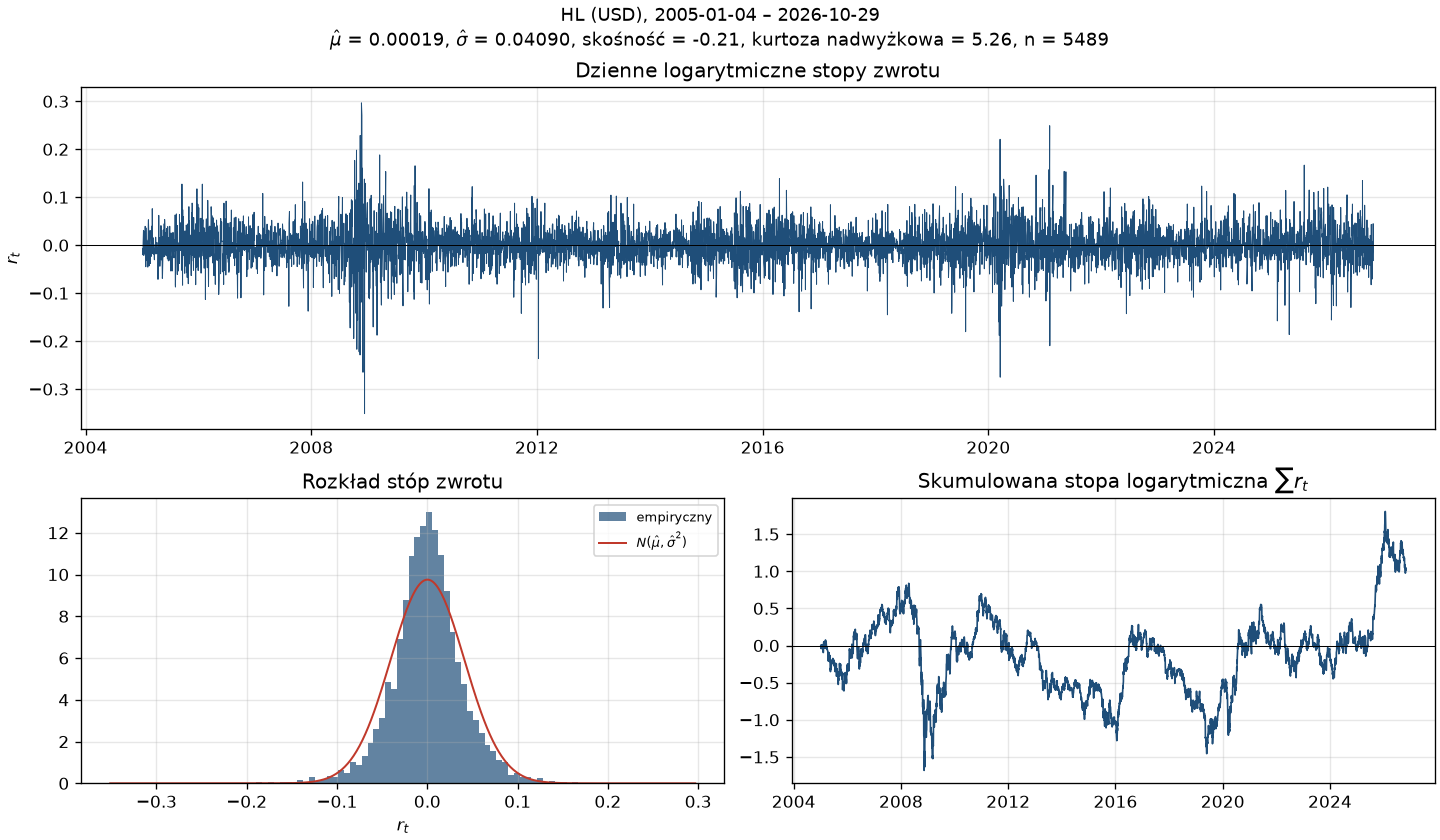 HL (USD), 2005-01-04 – 2026-10-29
μ̂ = 0.00019, σ̂ = 0.04090, skośność = -0.21, kurtoza nadwyżkowa = 5.26, n = 5489
Dzienne logarytmiczne stopy zwrotu
0.3
0.2
0.1
0.0
−0.1
−0.2
−0.3
r_t
2004 2008 2012 2016 2020 2024
Rozkład stóp zwrotu
empiryczny
N(μ̂, σ̂²)
12
10
8
6
4
2
0
−0.3 −0.2 −0.1 0.0 0.1 0.2 0.3
r_t
Skumulowana stopa logarytmiczna ∑r_t
1.5
1.0
0.5
0.0
−0.5
−1.0
−1.5
2004 2008 2012 2016 2020 2024